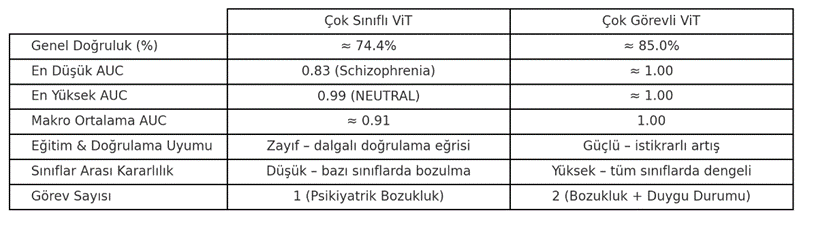 Çok Sınıflı ViT Çok Görevli ViT
Genel Doğruluk (%) ≈ 74.4% ≈ 85.0%
En Düşük AUC 0.83 (Schizophrenia) ≈ 1.00
En Yüksek AUC 0.99 (NEUTRAL) ≈ 1.00
Makro Ortalama AUC ≈ 0.91 1.00
Eğitim & Doğrulama Uyumu Zayıf – dalgalı doğrulama eğrisi Güçlü – istikrarlı artış
Sınıflar Arası Kararlılık Düşük – bazı sınıflarda bozulma Yüksek – tüm sınıflarda dengeli
Görev Sayısı 1 (Psikiyatrik Bozukluk) 2 (Bozukluk + Duygu Durumu)